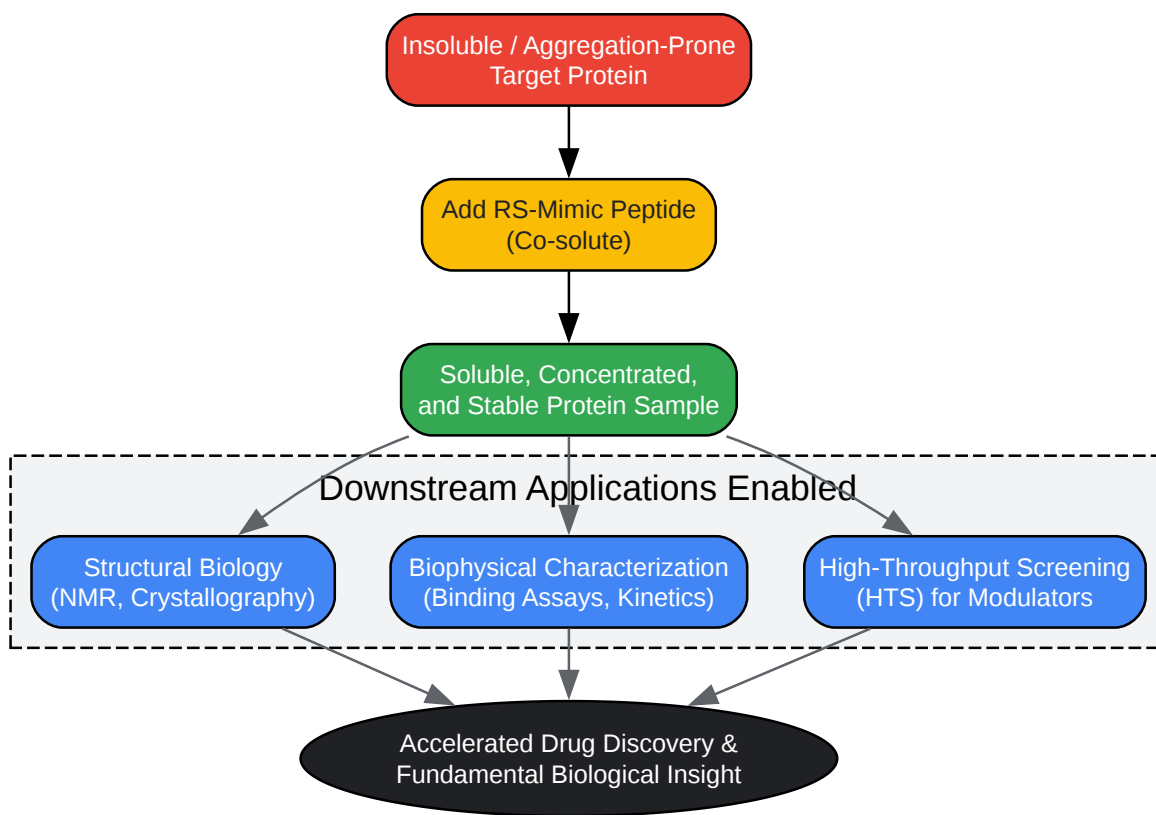 Insoluble / Aggregation-Prone
Target Protein
Add RS-Mimic Peptide
(Co-solute)
Soluble, Concentrated,
and Stable Protein Sample
Downstream Applications Enabled
Structural Biology
(NMR, Crystallography)
Biophysical Characterization
(Binding Assays, Kinetics)
High-Throughput Screening
(HTS) for Modulators
Accelerated Drug Discovery &
Fundamental Biological Insight